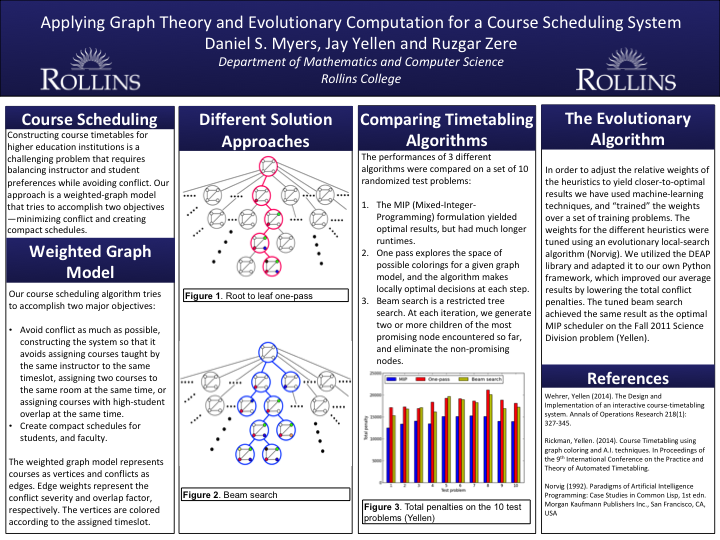 Applying Graph Theory and Evolutionary Computation for a Course Scheduling System
Daniel S. Myers, Jay Yellen and Ruzgar Zere
Department of Mathematics and Computer Science
Rollins College
ROLLINS
ROLLINS
Course Scheduling
Constructing course timetables for
higher education institutions is a
challenging problem that requires
balancing instructor and student
preferences while avoiding conflict. Our
approach is a weighted-graph model
that tries to accomplish two objectives
—minimizing conflict and creating
compact schedules.
Weighted Graph
Model
Our course scheduling algorithm tries
to accomplish two major objectives:
• Avoid conflict as much as possible,
constructing the system so that it
avoids assigning courses taught by
the same instructor to the same
timeslot, assigning two courses to
the same room at the same time, or
assigning courses with high-student
overlap at the same time.
• Create compact schedules for
students, and faculty.
The weighted graph model represents
courses as vertices and conflicts as
edges. Edge weights represent the
conflict severity and overlap factor,
respectively. The vertices are colored
according to the assigned timeslot.
Different Solution
Approaches
Figure 1. Root to leaf one-pass
Figure 2. Beam search
Comparing Timetabling
Algorithms
The performances of 3 different
algorithms were compared on a set of 10
randomized test problems:
1. The MIP (Mixed-Integer-
Programming) formulation yielded
optimal results, but had much longer
runtimes.
2. One pass explores the space of
possible colorings for a given graph
model, and the algorithm makes
locally optimal decisions at each step.
3. Beam search is a restricted tree
search. At each iteration, we generate
two or more children of the most
promising node encountered so far,
and eliminate the non-promising
nodes.
MIP One-pass Beam search
25000
20000
15000
10000
5000
0
Total penalty
1 2 3 4 5 6 7 8 9 10
Test problem
Figure 3. Total penalties on the 10 test
problems (Yellen)
The Evolutionary
Algorithm
In order to adjust the relative weights of
the heuristics to yield closer-to-optimal
results we have used machine-learning
techniques, and “trained” the weights
over a set of training problems. The
weights for the different heuristics were
tuned using an evolutionary local-search
algorithm (Norvig). We utilized the DEAP
library and adapted it to our own Python
framework, which improved our average
results by lowering the total conflict
penalties. The tuned beam search
achieved the same result as the optimal
MIP scheduler on the Fall 2011 Science
Division problem (Yellen).
References
Wehrer, Yellen (2014). The Design and
Implementation of an interactive course-timetabling
system. Annals of Operations Research 218(1):
327-345.
Rickman, Yellen. (2014). Course Timetabling using
graph coloring and A.I. techniques. In Proceedings of
the 9th International Conference on the Practice and
Theory of Automated Timetabling.
Norvig (1992). Paradigms of Artificial Intelligence
Programming: Case Studies in Common Lisp, 1st edn.
Morgan Kaufmann Publishers Inc., San Francisco, CA,
USA